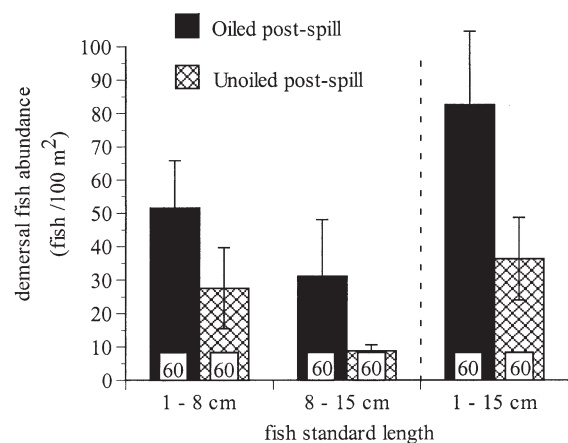 Oiled post-spill
Unoiled post-spill
demersal fish abundance
(fish /100 m²)
100
90
80
70
60
50
40
30
20
10
0
60 60 60 60 60 60
1 - 8 cm 8 - 15 cm 1 - 15 cm
fish standard length